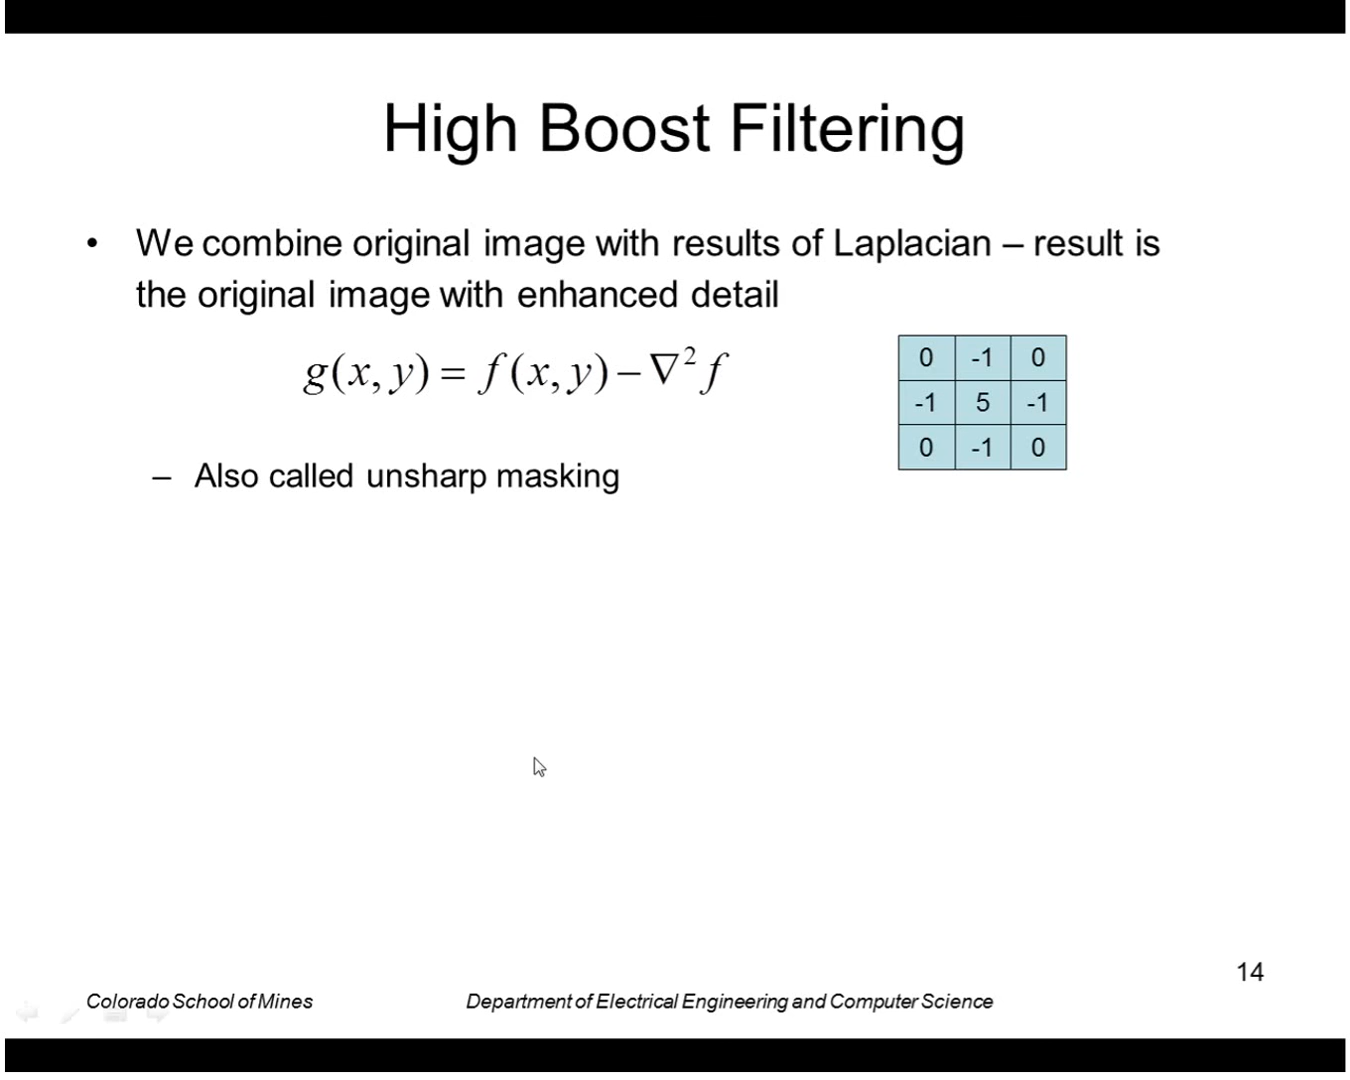 High Boost Filtering
• We combine original image with results of Laplacian – result is
the original image with enhanced detail
g(x, y) = f(x, y) − ∇² f
0 -1 0
-1 5 -1
0 -1 0
– Also called unsharp masking
14
Colorado School of Mines
Department of Electrical Engineering and Computer Science